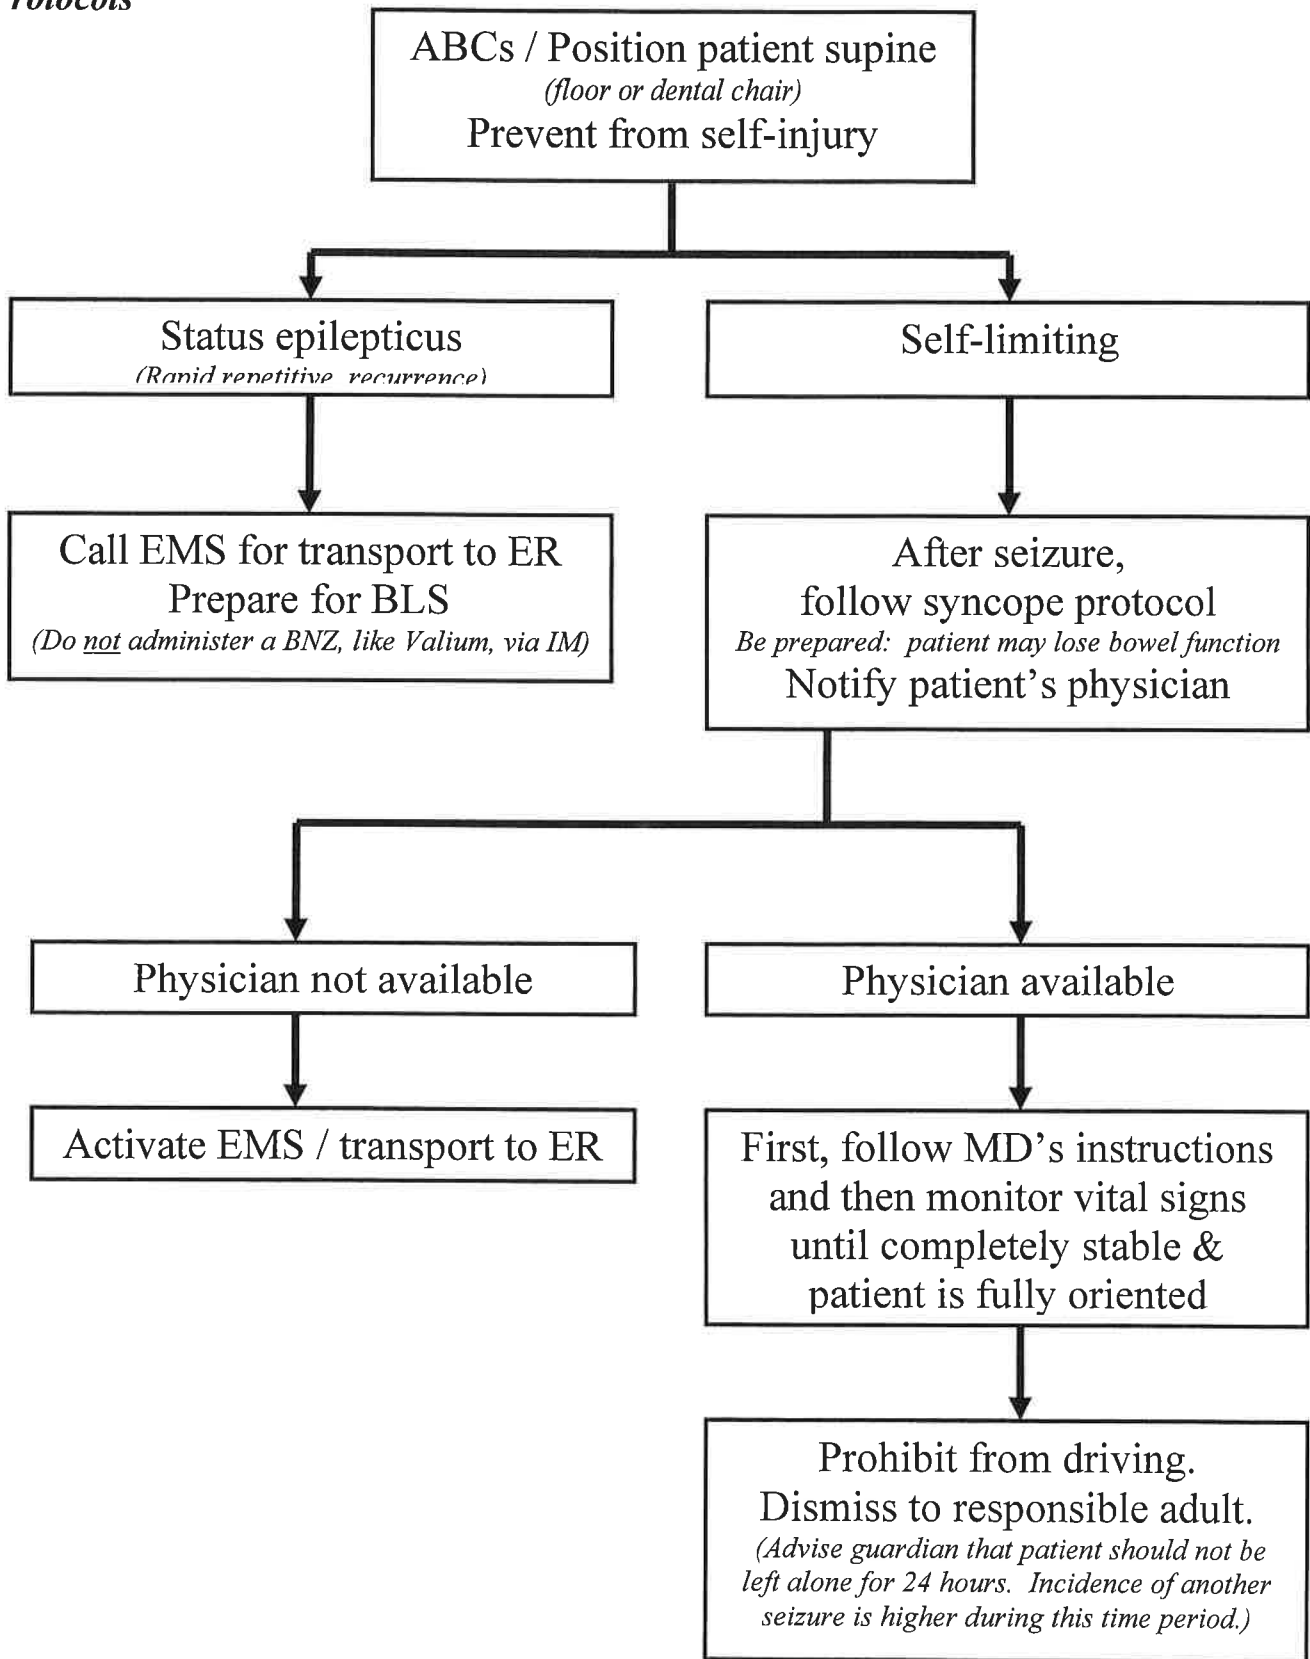 rotocols
ABCs / Position patient supine
(floor or dental chair)
Prevent from self-injury
Status epilepticus
(Rapid repetitive recurrence)
Self-limiting
Call EMS for transport to ER
Prepare for BLS
(Do not administer a BNZ, like Valium, via IM)
After seizure,
follow syncope protocol
Be prepared: patient may lose bowel function
Notify patient’s physician
Physician not available
Physician available
Activate EMS / transport to ER
First, follow MD’s instructions
and then monitor vital signs
until completely stable &
patient is fully oriented
Prohibit from driving.
Dismiss to responsible adult.
(Advise guardian that patient should not be
left alone for 24 hours. Incidence of another
seizure is higher during this time period.)